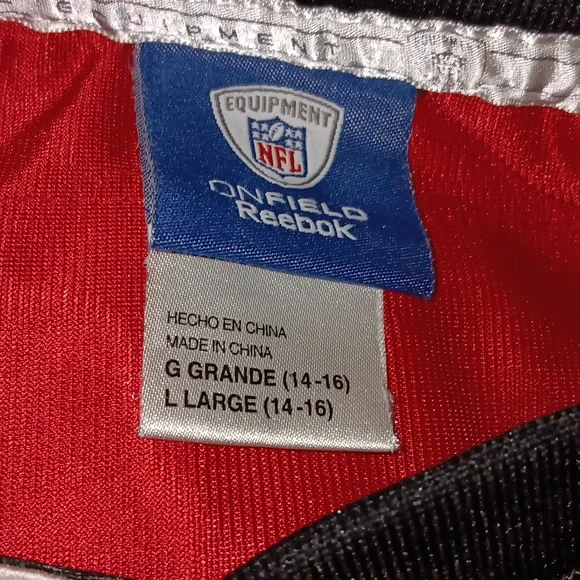 EQUIPMENT
EQUIPMENT
NFL
ONFIELD
Reebok
HECHO EN CHINA
MADE IN CHINA
G GRANDE (14-16)
L LARGE (14-16)